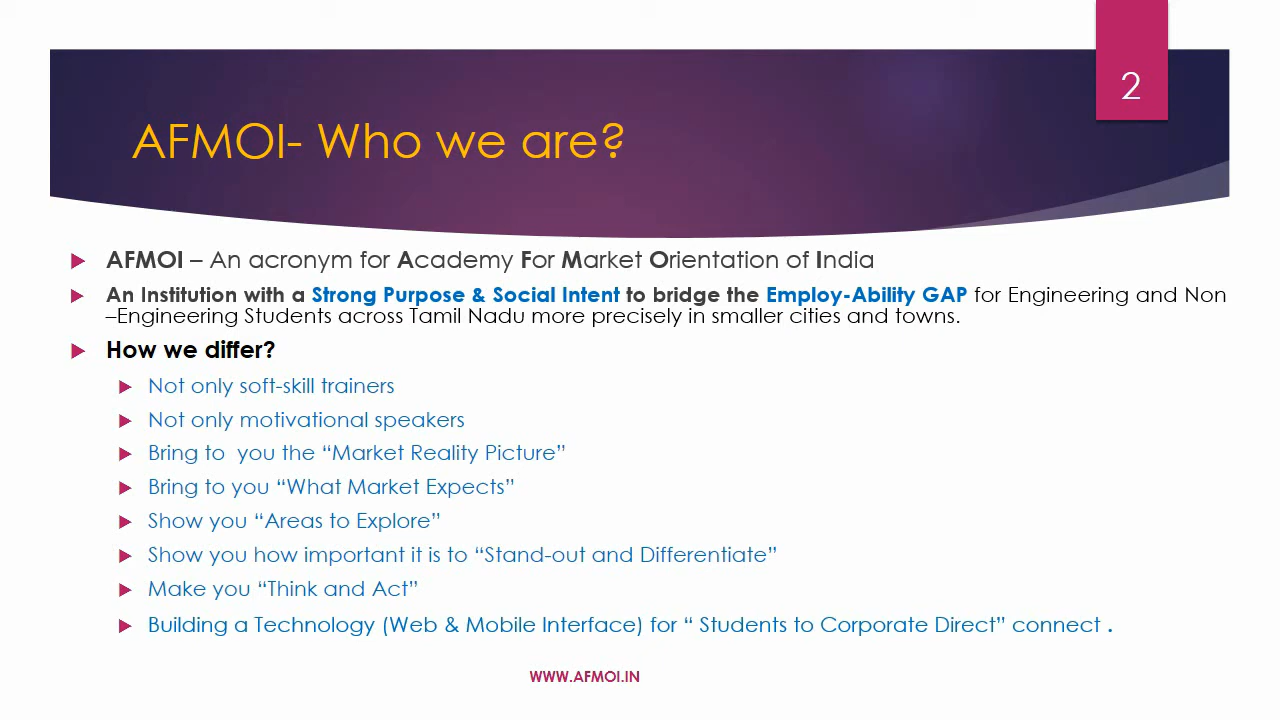 2
AFMOI- Who we are?
AFMOI – An acronym for Academy For Market Orientation of India
An Institution with a Strong Purpose & Social Intent to bridge the Employ-Ability GAP for Engineering and Non
–Engineering Students across Tamil Nadu more precisely in smaller cities and towns.
How we differ?
Not only soft-skill trainers
Not only motivational speakers
Bring to  you the “Market Reality Picture”
Bring to you “What Market Expects”
Show you “Areas to Explore”
Show you how important it is to “Stand-out and Differentiate”
Make you “Think and Act”
Building a Technology (Web & Mobile Interface) for “ Students to Corporate Direct” connect .
WWW.AFMOI.IN